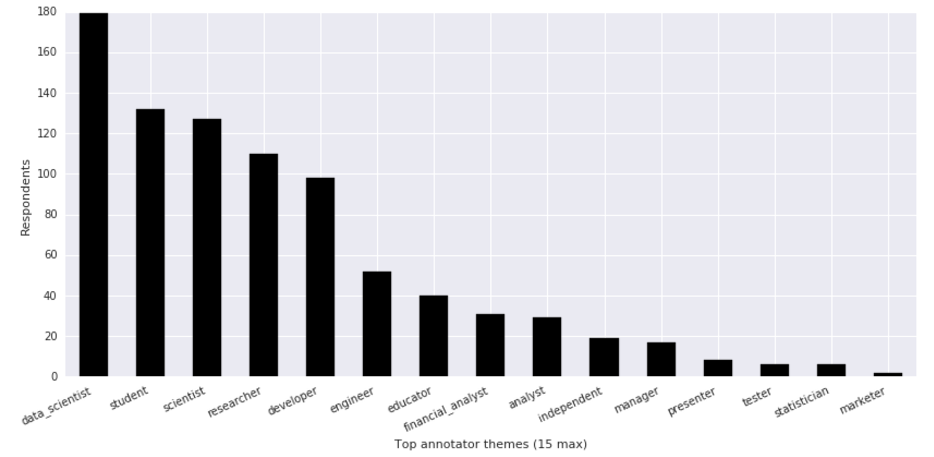 180
160
140
120
100
80
60
40
20
0
Respondents
data_scientist
student
scientist
researcher
developer
engineer
educator
financial_analyst
analyst
independent
manager
presenter
tester
statistician
marketer
Top annotator themes (15 max)